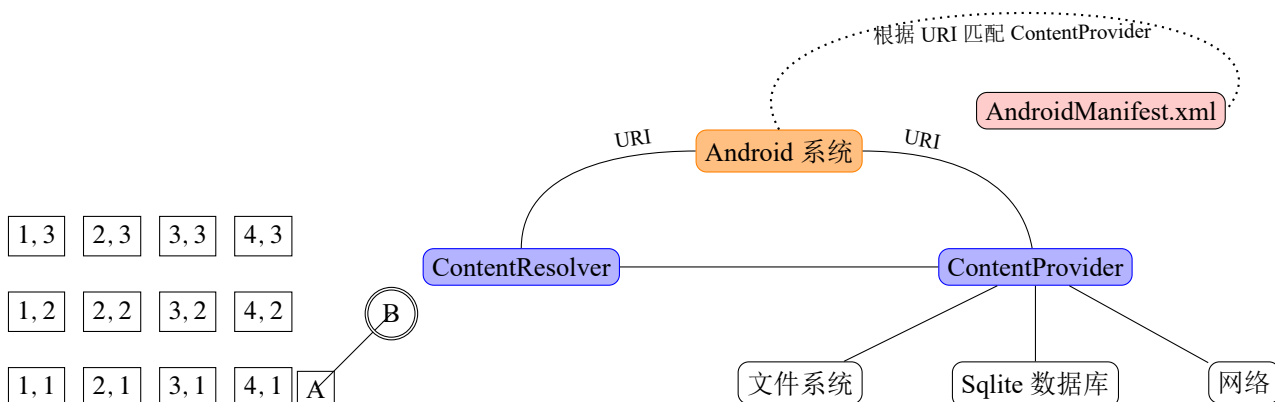 根据 URI 匹配 ContentProvider
AndroidManifest.xml
URI
Android 系统
URI
1, 3 2, 3 3, 3 4, 3
ContentResolver
ContentProvider
1, 2 2, 2 3, 2 4, 2
B
1, 1 2, 1 3, 1 4, 1
A
文件系统
Sqlite 数据库
网络